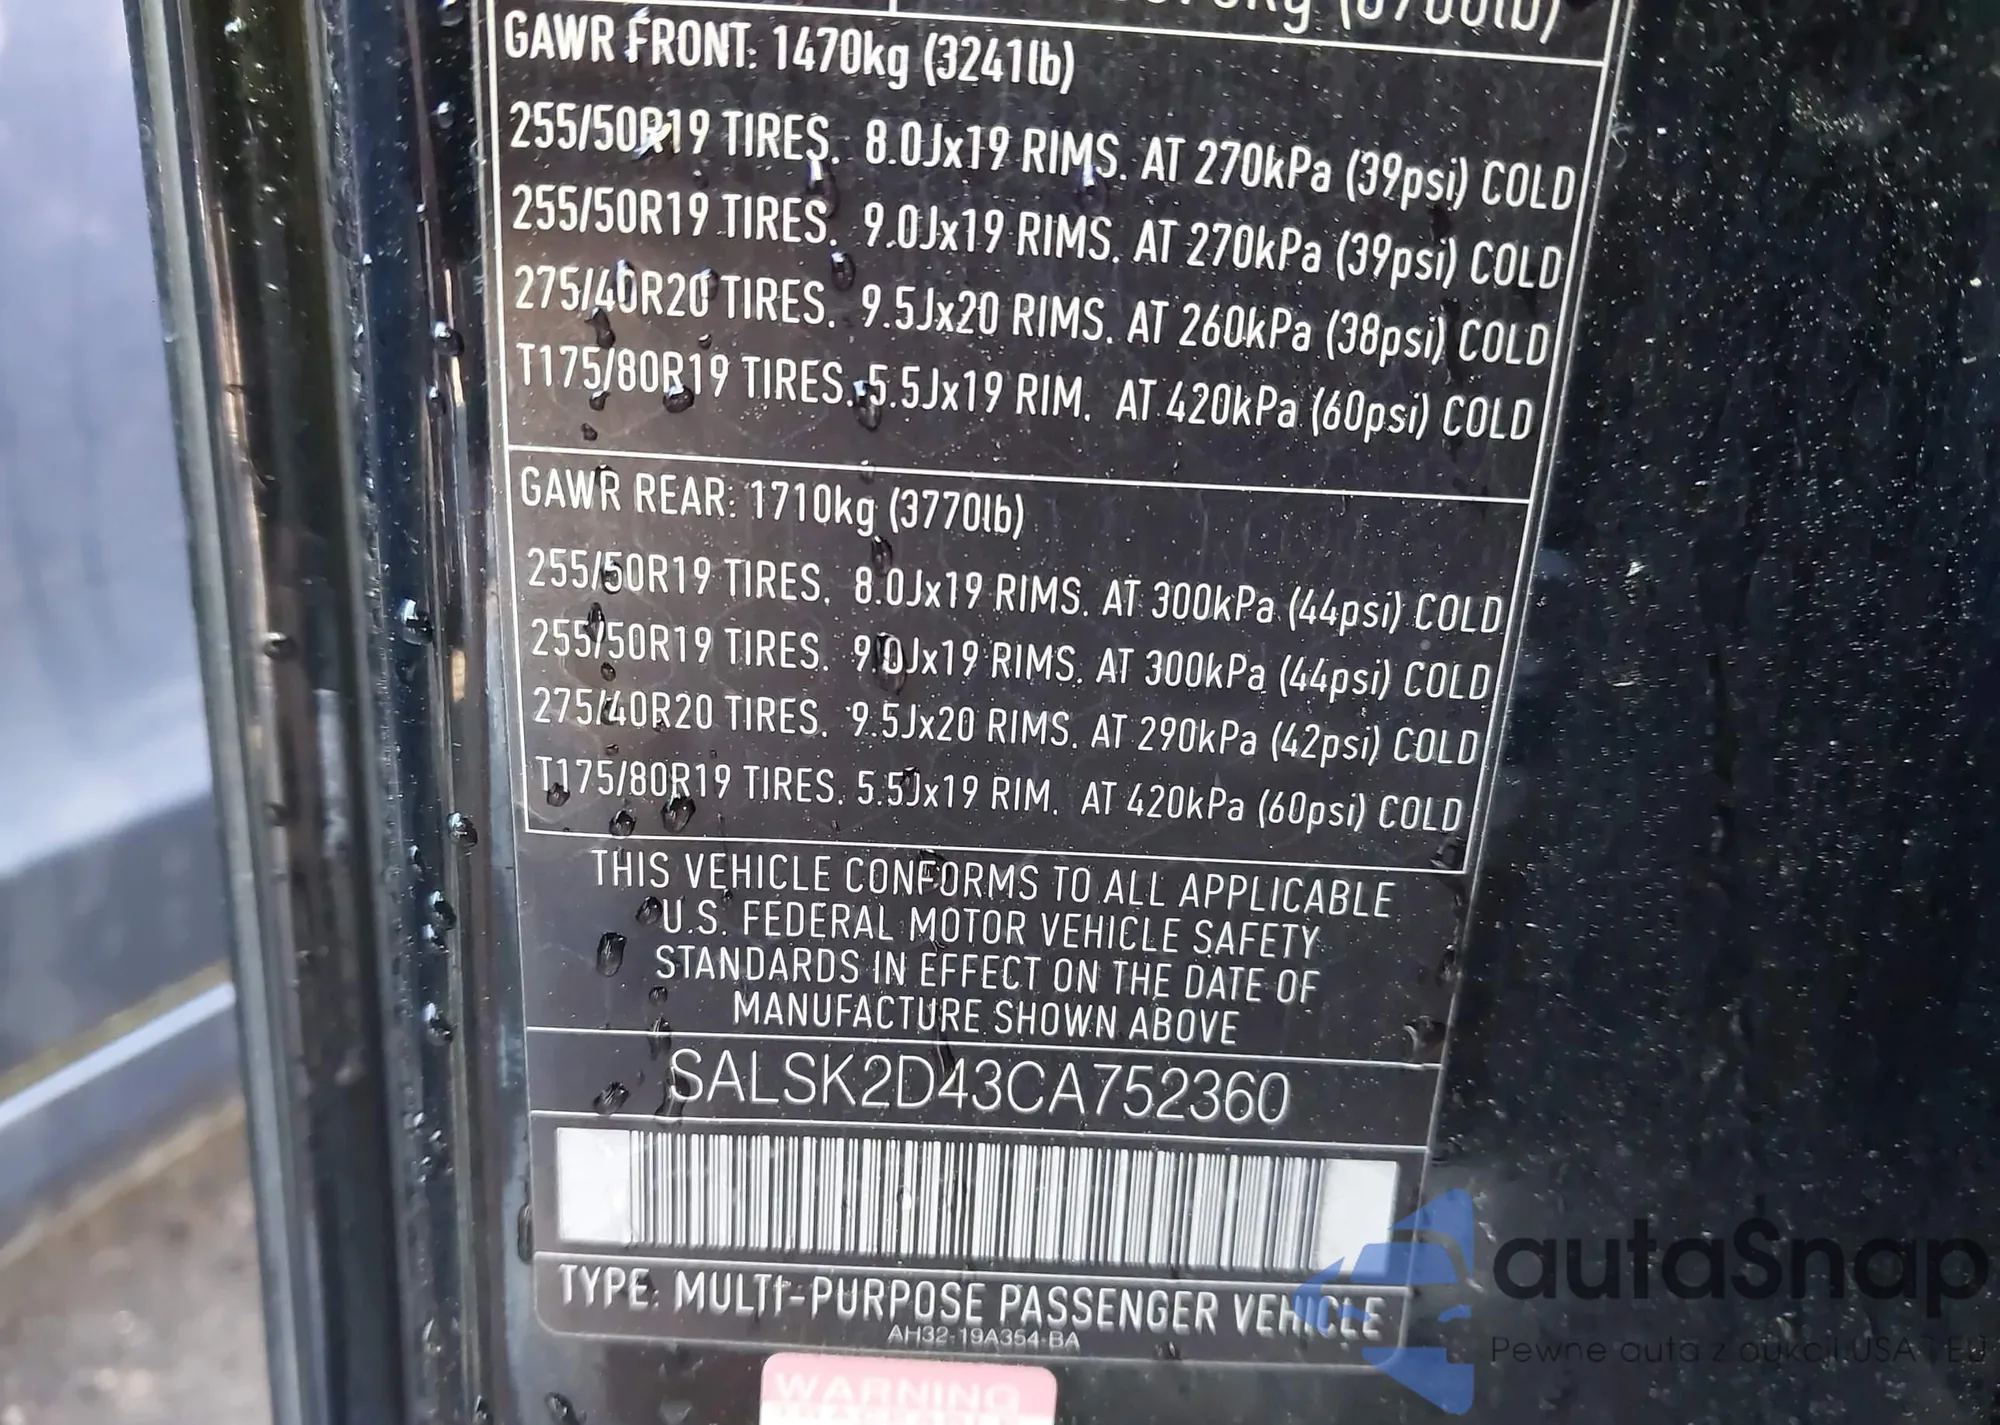 GAWR FRONT: 1470kg (3241lb)
255/50R19 TIRES. 8.0Jx19 RIMS. AT 270kPa (39psi) COLD
255/50R19 TIRES. 9.0Jx19 RIMS. AT 270kPa (39psi) COLD
275/40R20 TIRES. 9.5Jx20 RIMS. AT 260kPa (38psi) COLD
T175/80R19 TIRES. 5.5Jx19 RIM. AT 420kPa (60psi) COLD
GAWR REAR: 1710kg (3770lb)
255/50R19 TIRES. 8.0Jx19 RIMS. AT 300kPa (44psi) COLD
255/50R19 TIRES. 9.0Jx19 RIMS. AT 300kPa (44psi) COLD
275/40R20 TIRES. 9.5Jx20 RIMS. AT 290kPa (42psi) COLD
T175/80R19 TIRES. 5.5Jx19 RIM. AT 420kPa (60psi) COLD
THIS VEHICLE CONFORMS TO ALL APPLICABLE
U.S. FEDERAL MOTOR VEHICLE SAFETY
STANDARDS IN EFFECT ON THE DATE OF
MANUFACTURE SHOWN ABOVE
SALSK2D43CA752360
TYPE: MULTI-PURPOSE PASSENGER VEHICLE
AH32-19A354-BA
WARNING
autaSnap
Pewne auta z aukcji USA i EU